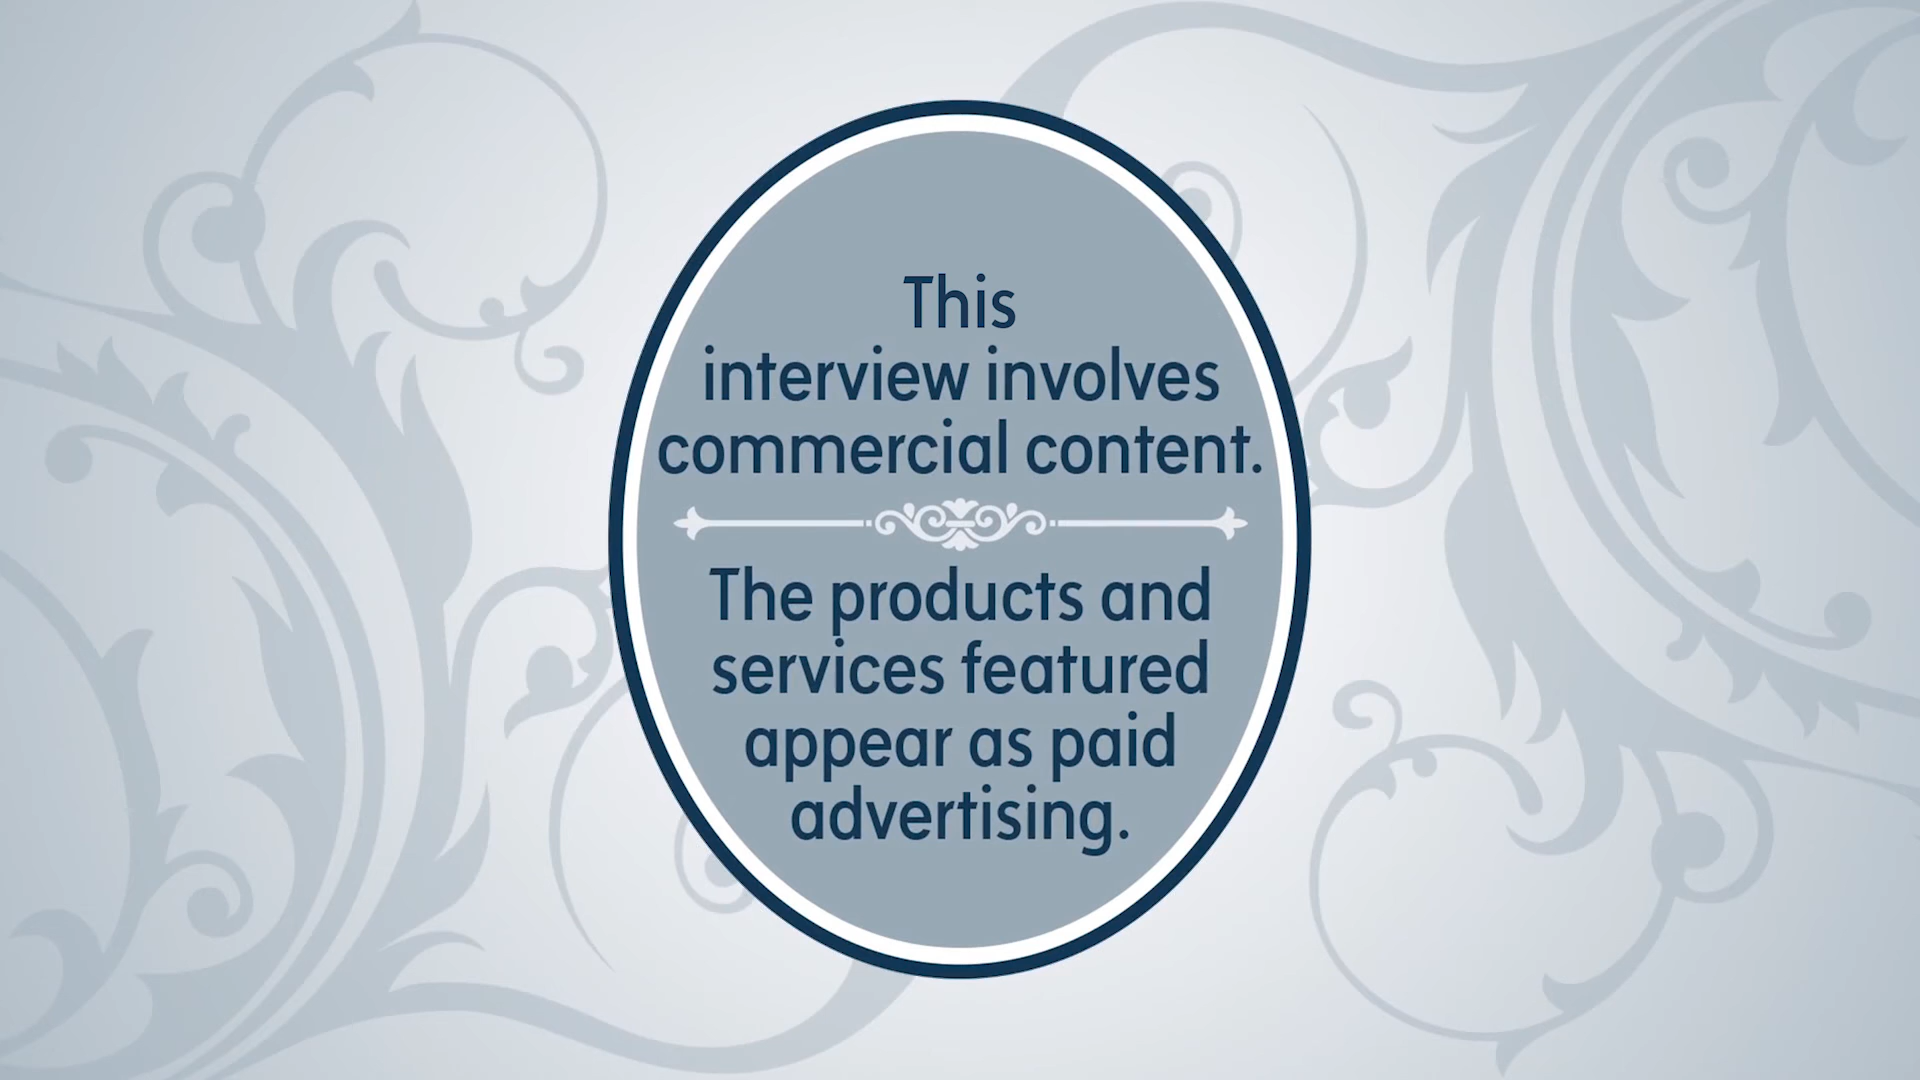 This
interview involves
commercial content.
The products and
services featured
appear as paid
advertising.